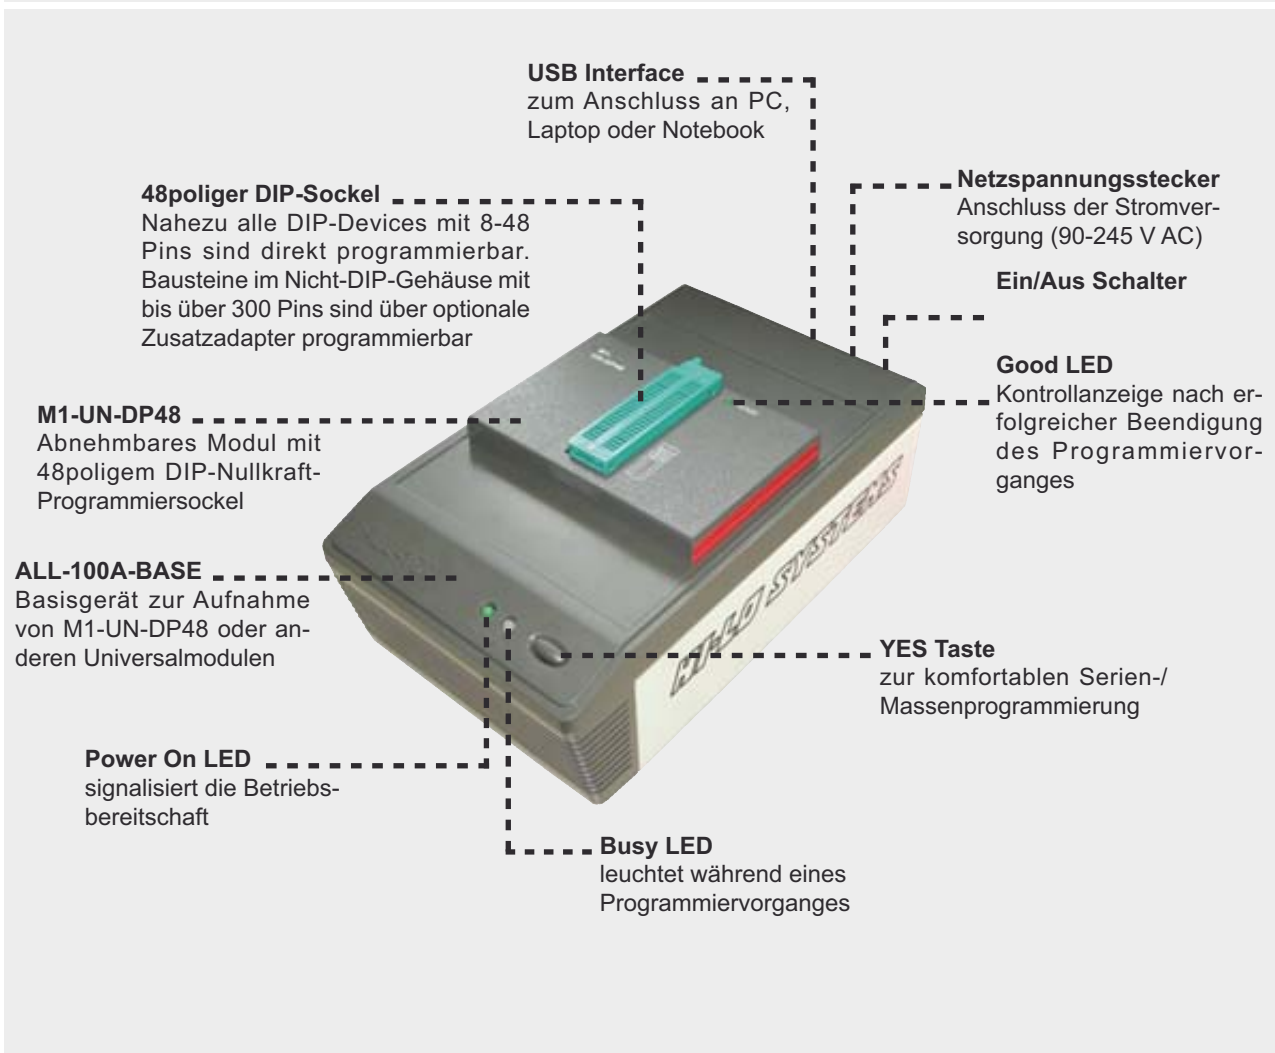 USB Interface
zum Anschluss an PC,
Laptop oder Notebook
48poliger DIP-Sockel
Nahezu alle DIP-Devices mit 8-48
Pins sind direkt programmierbar.
Bausteine im Nicht-DIP-Gehäuse mit
bis über 300 Pins sind über optionale
Zusatzadapter programmierbar
Netzspannungsstecker
Anschluss der Stromver-
sorgung (90-245 V AC)
Ein/Aus Schalter
Good LED
Kontrollanzeige nach er-
folgreicher Beendigung
des Programmiervor-
ganges
M1-UN-DP48
Abnehmbares Modul mit
48poligem DIP-Nullkraft-
Programmiersockel
ALL-100A-BASE
Basisgerät zur Aufnahme
von M1-UN-DP48 oder an-
deren Universalmodulen
HI-LO SYSTEMS
YES Taste
zur komfortablen Serien-/
Massenprogrammierung
Power On LED
signalisiert die Betriebs-
bereitschaft
Busy LED
leuchtet während eines
Programmiervorganges